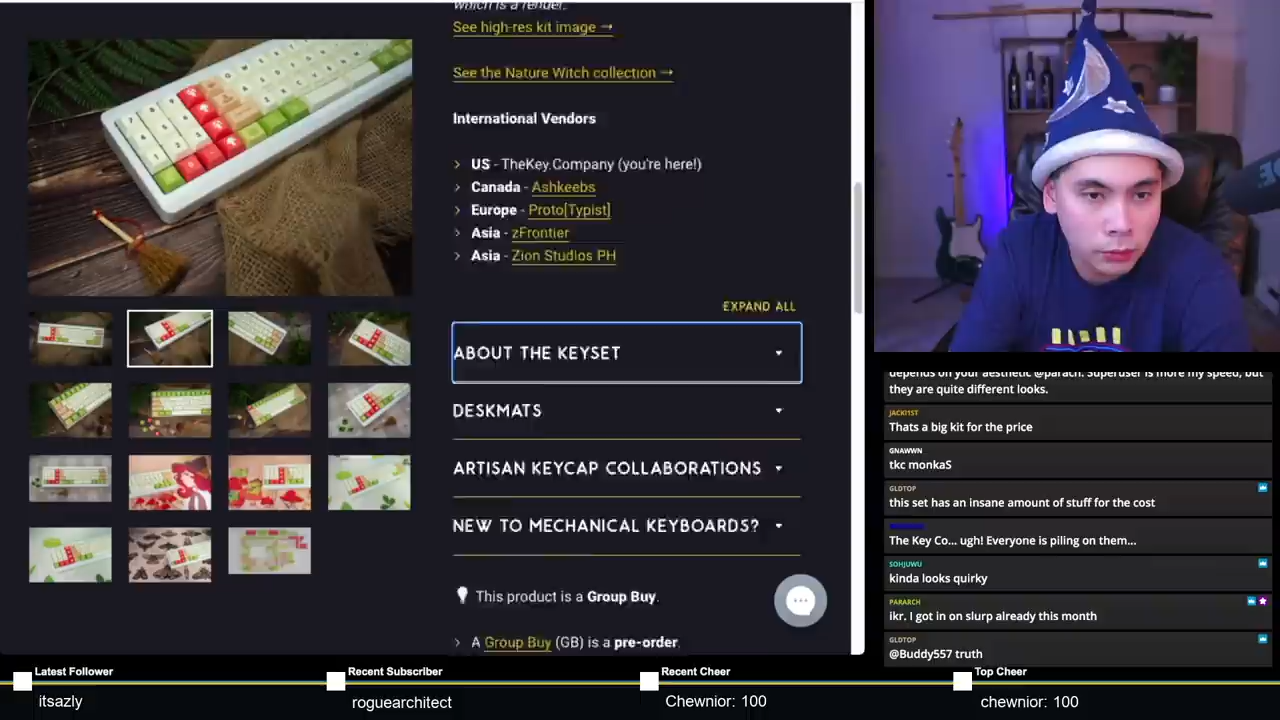 which is a render.
See high-res kit image →
See the Nature Witch collection →
International Vendors
US - TheKey.Company (you're here!)
Canada - Ashkeebs
Europe - Proto[Typist]
Asia - zFrontier
Asia - Zion Studios PH
EXPAND ALL
ABOUT THE KEYSET
DESKMATS
ARTISAN KEYCAP COLLABORATIONS
NEW TO MECHANICAL KEYBOARDS?
This product is a Group Buy.
A Group Buy (GB) is a pre-order.
depends on your aesthetic @parach. Superuser is more my speed, but
they are quite different looks.
JACKI1ST
Thats a big kit for the price
GNAWWN
tkc monkaS
GLDTOP
this set has an insane amount of stuff for the cost
The Key Co... ugh! Everyone is piling on them...
SOHJUWU
kinda looks quirky
PARARCH
ikr. I got in on slurp already this month
GLDTOP
@Buddy557 truth
Latest Follower
itsazly
Recent Subscriber
roguearchitect
Recent Cheer
Chewnior: 100
Top Cheer
chewnior: 100